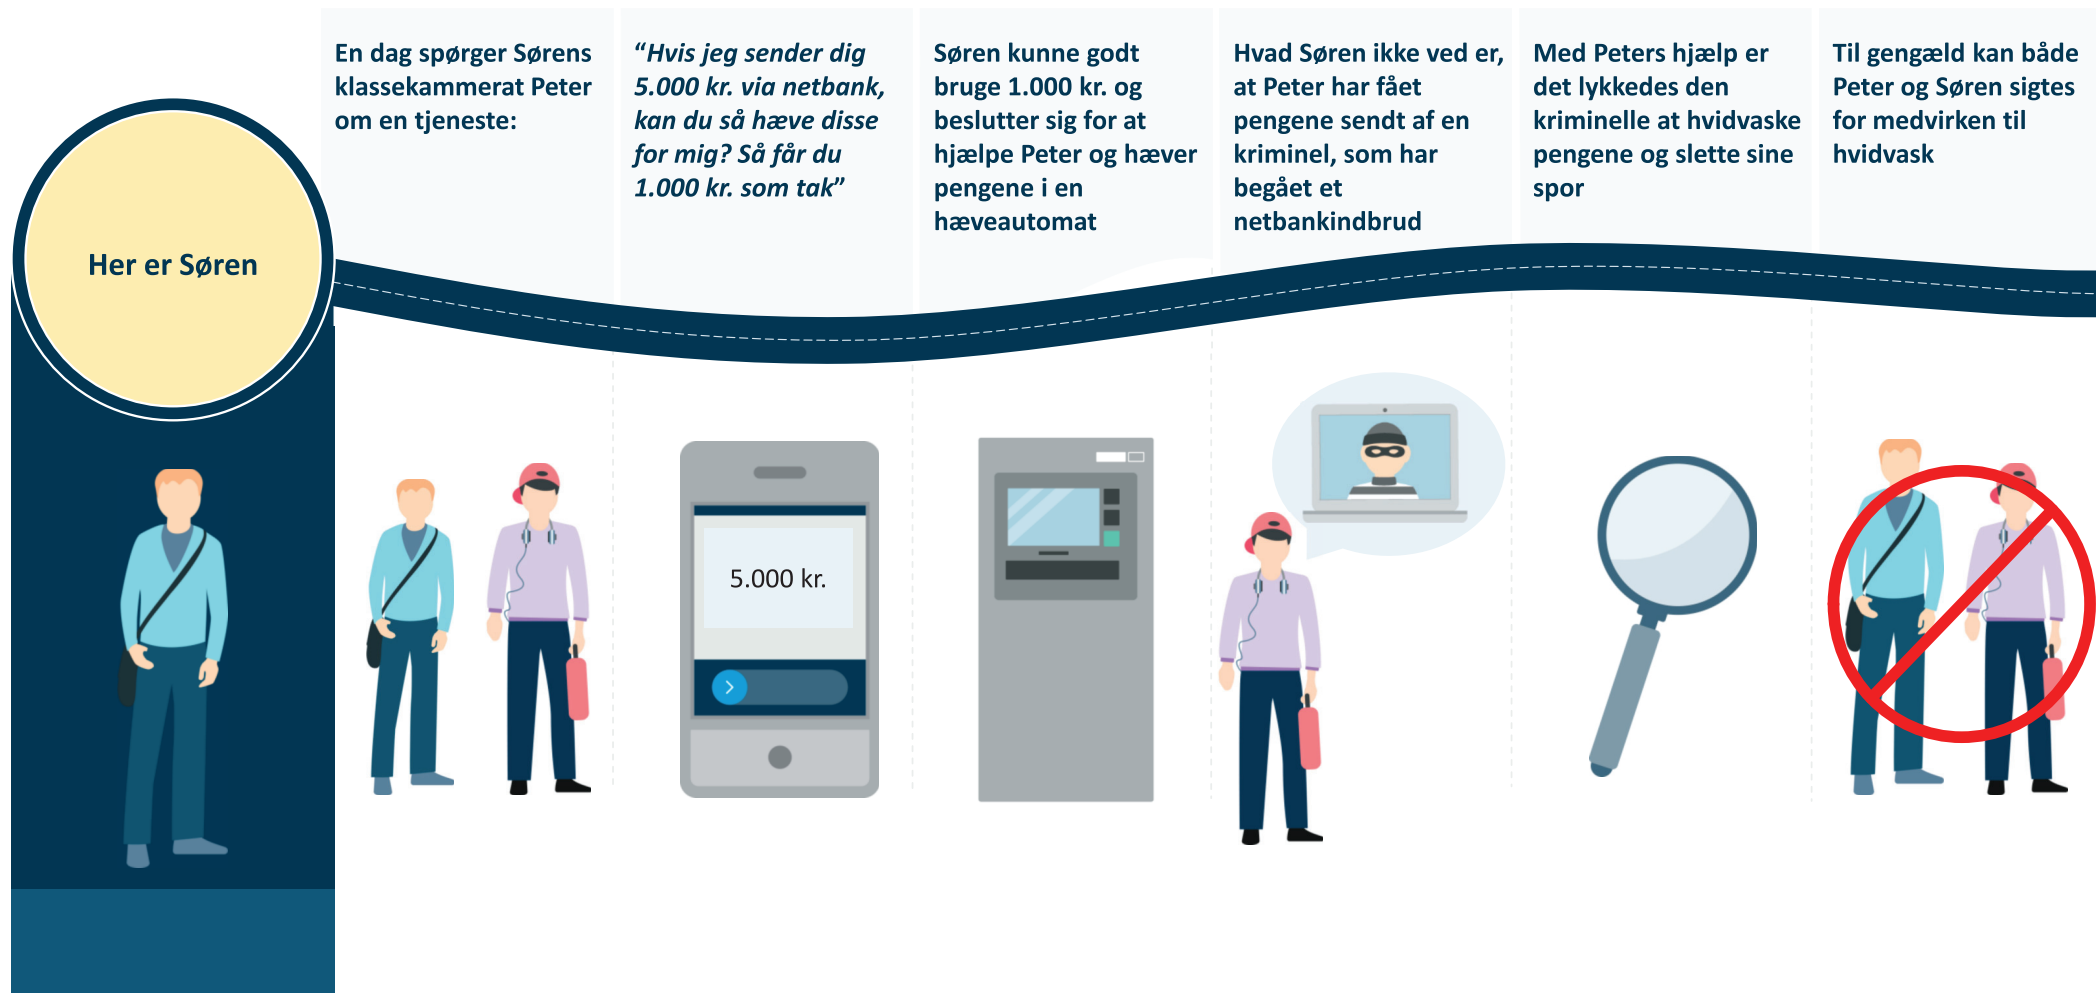 Her er Søren
En dag spørger Sørens
klassekammerat Peter
om en tjeneste:
“Hvis jeg sender dig
5.000 kr. via netbank,
kan du så hæve disse
for mig? Så får du
1.000 kr. som tak”
Søren kunne godt
bruge 1.000 kr. og
beslutter sig for at
hjælpe Peter og hæver
pengene i en
hæveautomat
Hvad Søren ikke ved er,
at Peter har fået
pengene sendt af en
kriminel, som har
begået et
netbankindbrud
Med Peters hjælp er
det lykkedes den
kriminelle at hvidvaske
pengene og slette sine
spor
Til gengæld kan både
Peter og Søren sigtes
for medvirken til
hvidvask
5.000 kr.